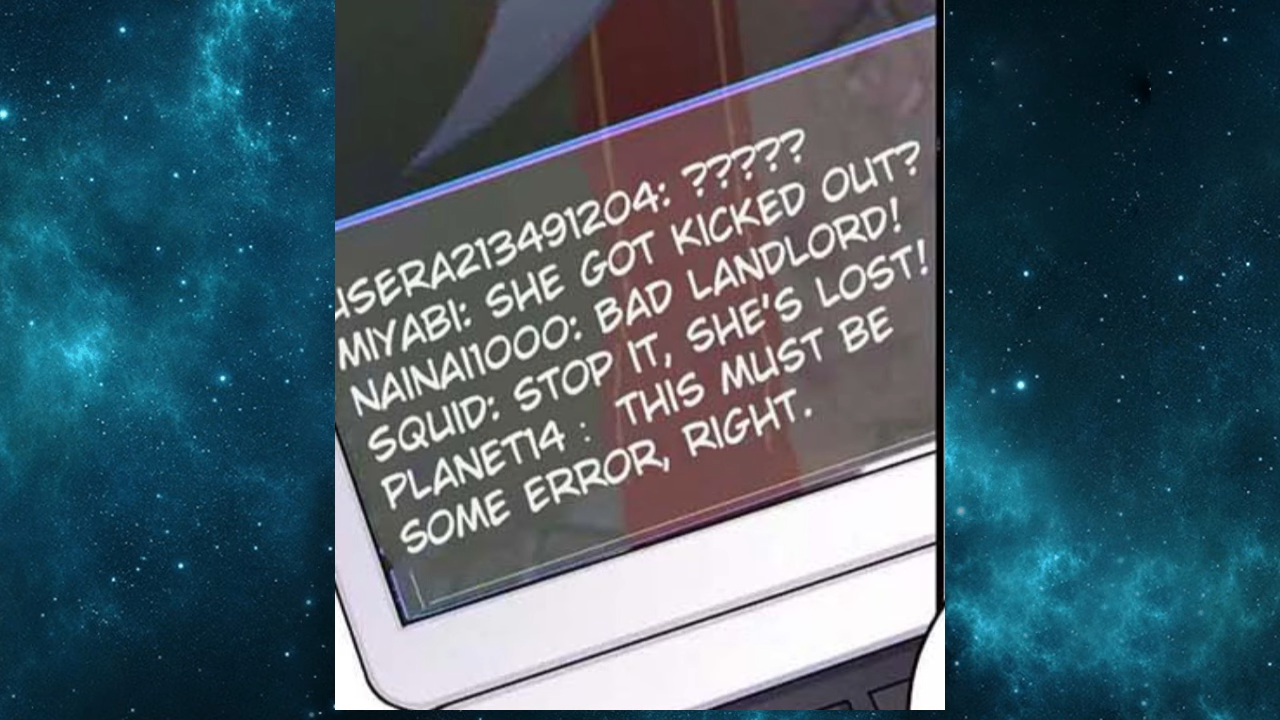 USERA213491204: ?????
MIYABI: SHE GOT KICKED OUT?
NAINAI1000: BAD LANDLORD!
SQUID: STOP IT, SHE'S LOST!
PLANET14 : THIS MUST BE
SOME ERROR, RIGHT.